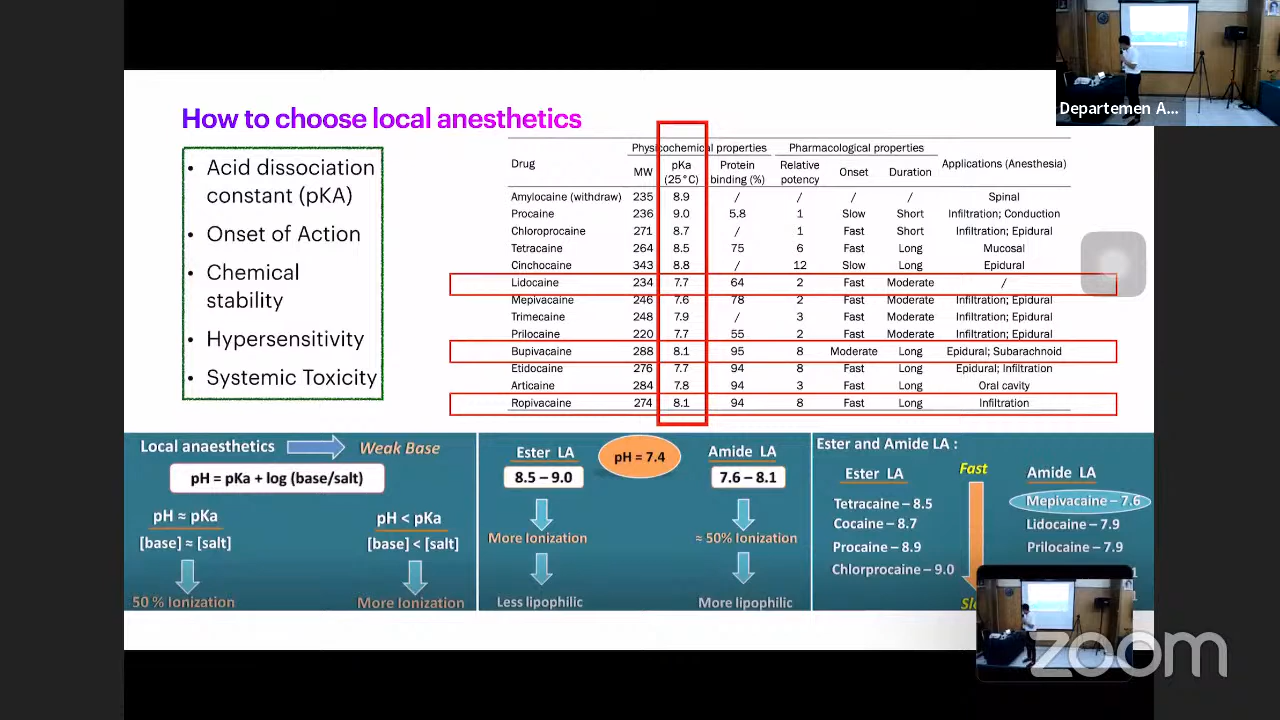 Departemen A...
How to choose local anesthetics
• Acid dissociation
constant (pKA)
• Onset of Action
• Chemical
stability
• Hypersensitivity
• Systemic Toxicity
Physicochemical properties Pharmacological properties
Drug MW pKa (25°C) Protein binding (%) Relative potency Onset Duration Applications (Anesthesia)
Amylocaine (withdraw) 235 8.9 / / / / Spinal
Procaine 236 9.0 5.8 1 Slow Short Infiltration; Conduction
Chloroprocaine 271 8.7 / 1 Fast Short Infiltration; Epidural
Tetracaine 264 8.5 75 6 Fast Long Mucosal
Cinchocaine 343 8.8 / 12 Slow Long Epidural
Lidocaine 234 7.7 64 2 Fast Moderate /
Mepivacaine 246 7.6 78 2 Fast Moderate Infiltration; Epidural
Trimecaine 248 7.9 / 3 Fast Moderate Infiltration; Epidural
Prilocaine 220 7.7 55 2 Fast Moderate Infiltration; Epidural
Bupivacaine 288 8.1 95 8 Moderate Long Epidural; Subarachnoid
Etidocaine 276 7.7 94 8 Fast Long Epidural; Infiltration
Articaine 284 7.8 94 3 Fast Long Oral cavity
Ropivacaine 274 8.1 94 8 Fast Long Infiltration
Local anaesthetics Weak Base
pH = pKa + log (base/salt)
pH ≈ pKa pH < pKa
[base] ≈ [salt] [base] < [salt]
50 % Ionization More Ionization
Ester LA pH = 7.4 Amide LA
8.5 – 9.0 7.6 – 8.1
More Ionization ≈ 50% Ionization
Less lipophilic More lipophilic
Ester and Amide LA :
Ester LA Fast Amide LA
Tetracaine – 8.5 Mepivacaine – 7.6
Cocaine – 8.7 Lidocaine – 7.9
Procaine – 8.9 Prilocaine – 7.9
Chlorprocaine – 9.0 1
zoom